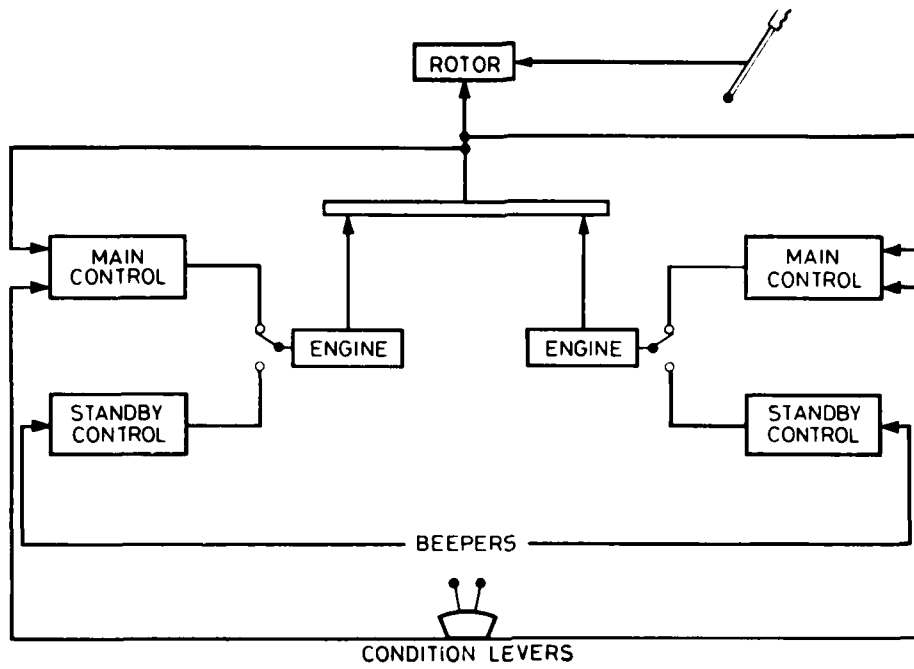 ROTOR
MAIN
CONTROL
MAIN
CONTROL
ENGINE
ENGINE
STANDBY
CONTROL
STANDBY
CONTROL
BEEPERS
CONDITION LEVERS